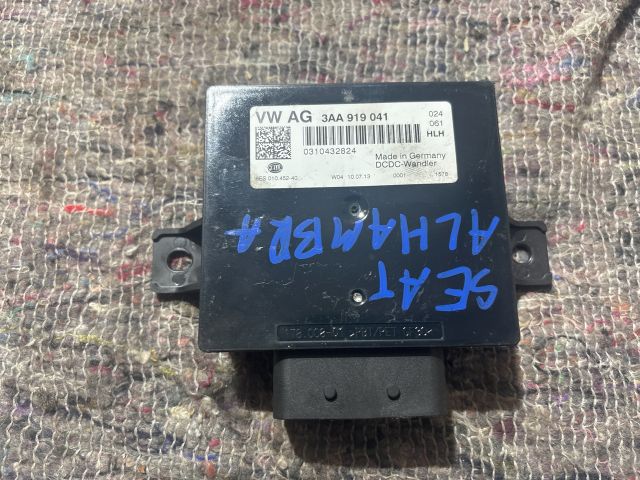 VW AG 3AA 919 041
024
061
HLH
0310432824
Made in Germany
DCDC-Wandler
W04 10.07.13 0001 1578
SEAT
ALHAMBRA